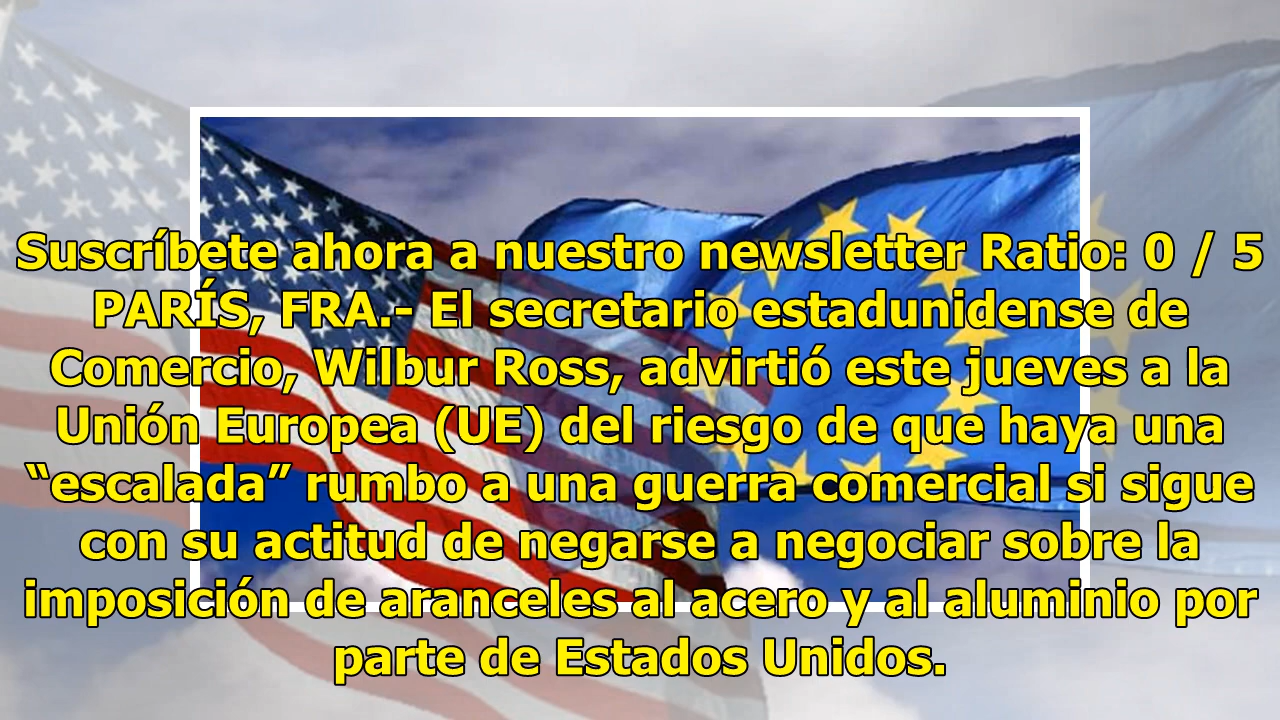 Suscríbete ahora a nuestro newsletter Ratio: 0 / 5
PARÍS, FRA.- El secretario estadunidense de
Comercio, Wilbur Ross, advirtió este jueves a la
Unión Europea (UE) del riesgo de que haya una
“escalada” rumbo a una guerra comercial si sigue
con su actitud de negarse a negociar sobre la
imposición de aranceles al acero y al aluminio por
parte de Estados Unidos.